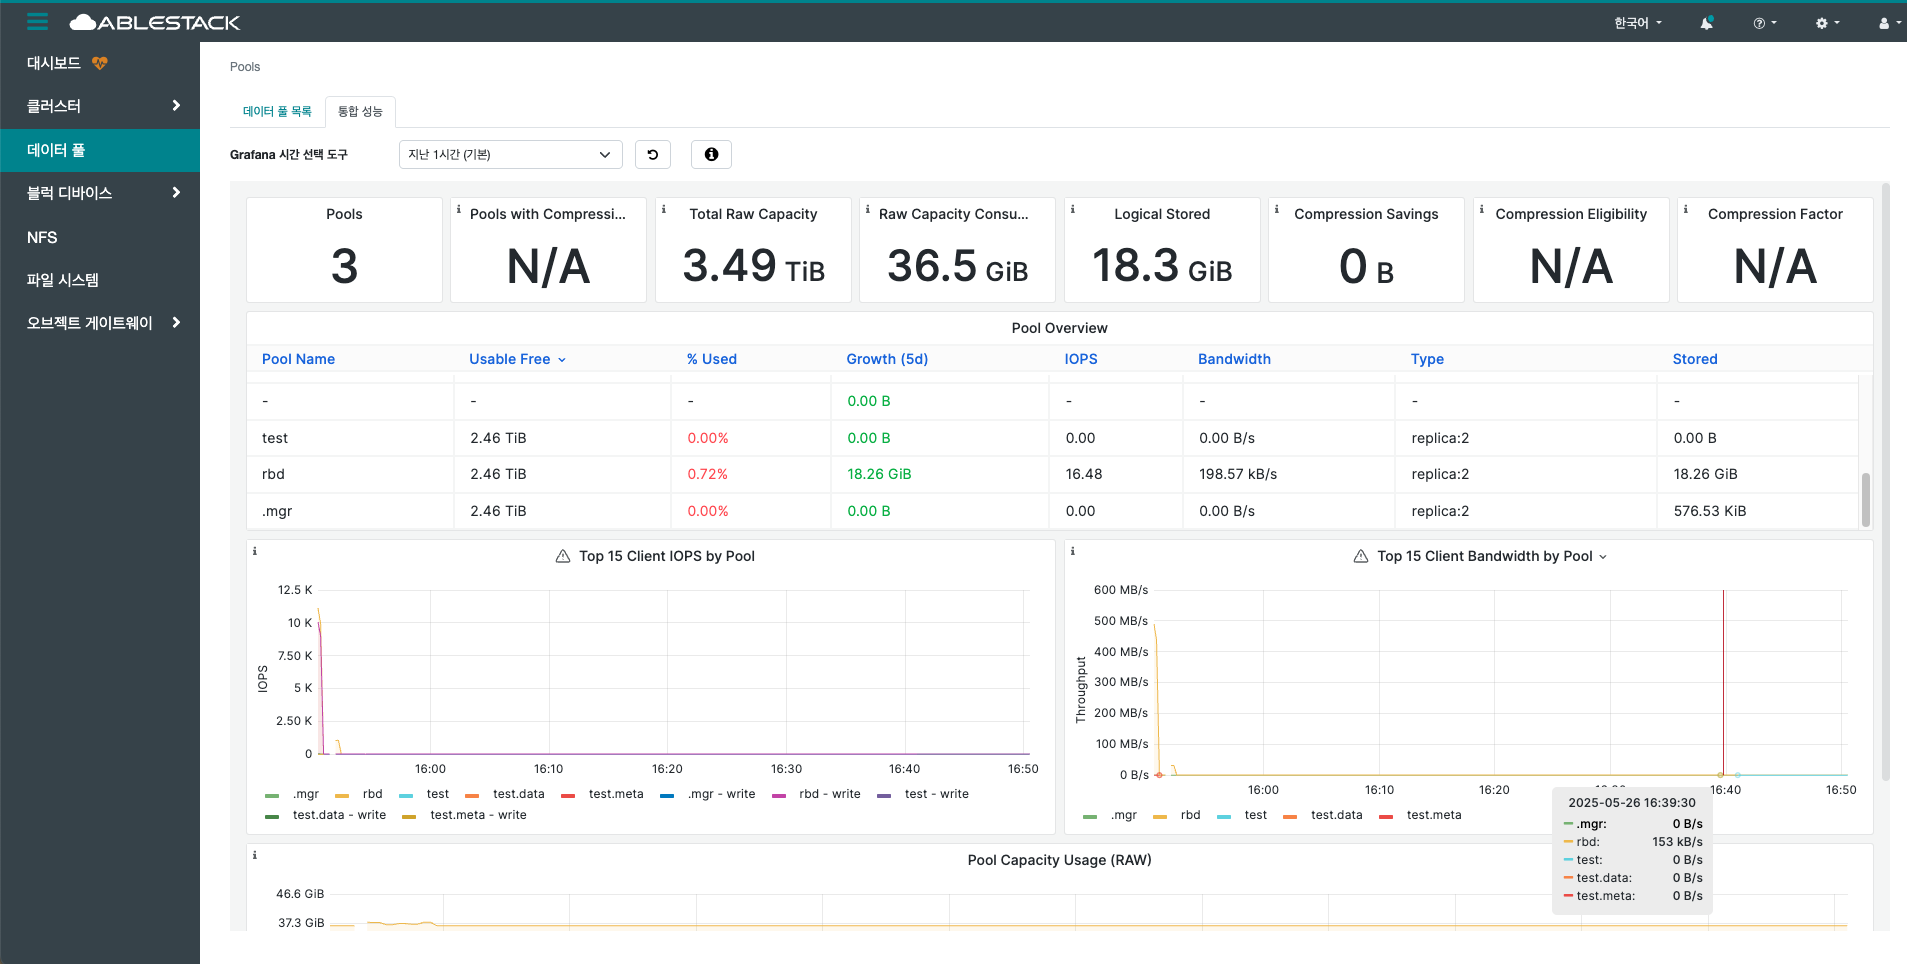 ABLESTACK
한국어
대시보드
클러스터
데이터 풀
블럭 디바이스
NFS
파일 시스템
오브젝트 게이트웨이
Pools
데이터 풀 목록
통합 성능
Grafana 시간 선택 도구
지난 1시간 (기본)
Pools
3
Pools with Compressi...
N/A
Total Raw Capacity
3.49 TiB
Raw Capacity Consu...
36.5 GiB
Logical Stored
18.3 GiB
Compression Savings
0 B
Compression Eligibility
N/A
Compression Factor
N/A
Pool Overview
Pool Name Usable Free % Used Growth (5d) IOPS Bandwidth Type Stored
- - - 0.00 B - - - -
test 2.46 TiB 0.00% 0.00 B 0.00 0.00 B/s replica:2 0.00 B
rbd 2.46 TiB 0.72% 18.26 GiB 16.48 198.57 kB/s replica:2 18.26 GiB
.mgr 2.46 TiB 0.00% 0.00 B 0.00 0.00 B/s replica:2 576.53 KiB
Top 15 Client IOPS by Pool
IOPS
12.5 K
10 K
7.50 K
5 K
2.50 K
0
16:00 16:10 16:20 16:30 16:40 16:50
.mgr rbd test test.data test.meta .mgr - write rbd - write test - write
test.data - write test.meta - write
Top 15 Client Bandwidth by Pool
Throughput
600 MB/s
500 MB/s
400 MB/s
300 MB/s
200 MB/s
100 MB/s
0 B/s
16:00 16:10 16:20 16:40 16:50
.mgr rbd test test.data test.meta
2025-05-26 16:39:30
.mgr: 0 B/s
rbd: 153 kB/s
test: 0 B/s
test.data: 0 B/s
test.meta: 0 B/s
Pool Capacity Usage (RAW)
46.6 GiB
37.3 GiB